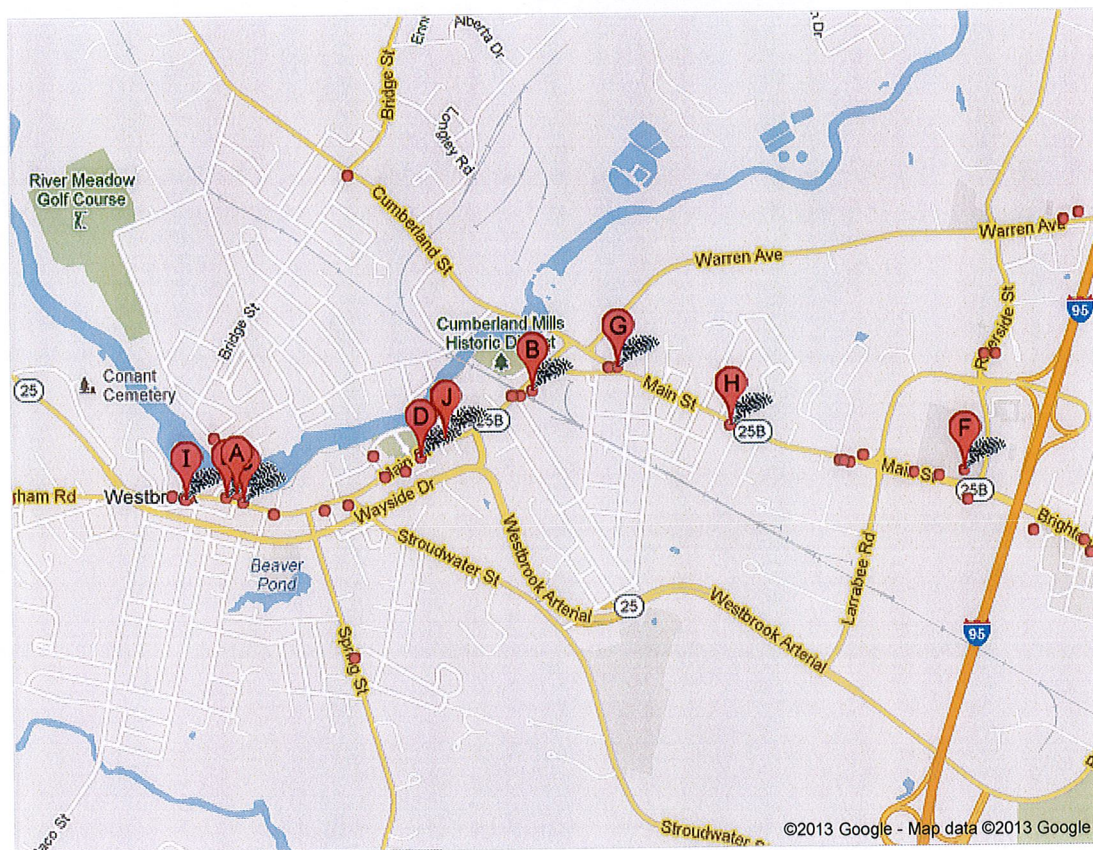 Alberta Dr
Bridge St
Longley Rd
River Meadow
Golf Course
Cumberland St
Warren Ave
Warren Ave
Riverside St
95
Bridge St
Cumberland Mills
G
B
25
Conant
Cemetery
Main St
H
J
D
25B
25B
F
I
A
Main St
25B
Wayside Dr
Stroudwater St
Westbrook Arterial
Larrabee Rd
Beaver
Pond
25
Westbrook Arterial
95
Spring St
©2013 Google - Map data ©2013 Google